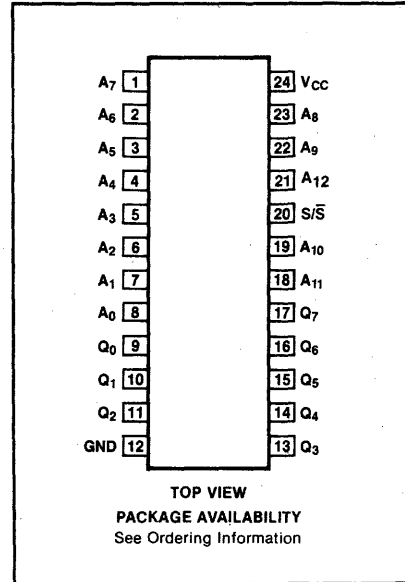 A7 1 24 VCC
A6 2 23 A8
A5 3 22 A9
A4 4 21 A12
A3 5 20 S/S̅
A2 6 19 A10
A1 7 18 A11
A0 8 17 Q7
Q0 9 16 Q6
Q1 10 15 Q5
Q2 11 14 Q4
GND 12 13 Q3
TOP VIEW
PACKAGE AVAILABILITY
See Ordering Information